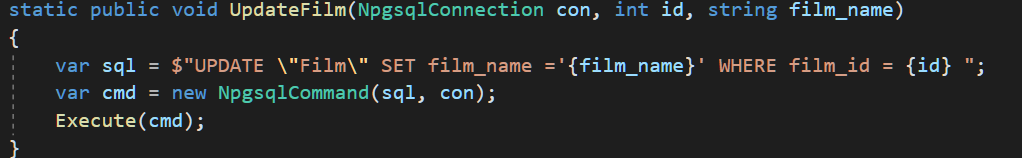 static public void UpdateFilm(NpgsqlConnection con, int id, string film_name)
{
var sql = $"UPDATE \"Film\" SET film_name ='{film_name}' WHERE film_id = {id} ";
var cmd = new NpgsqlCommand(sql, con);
Execute(cmd);
}